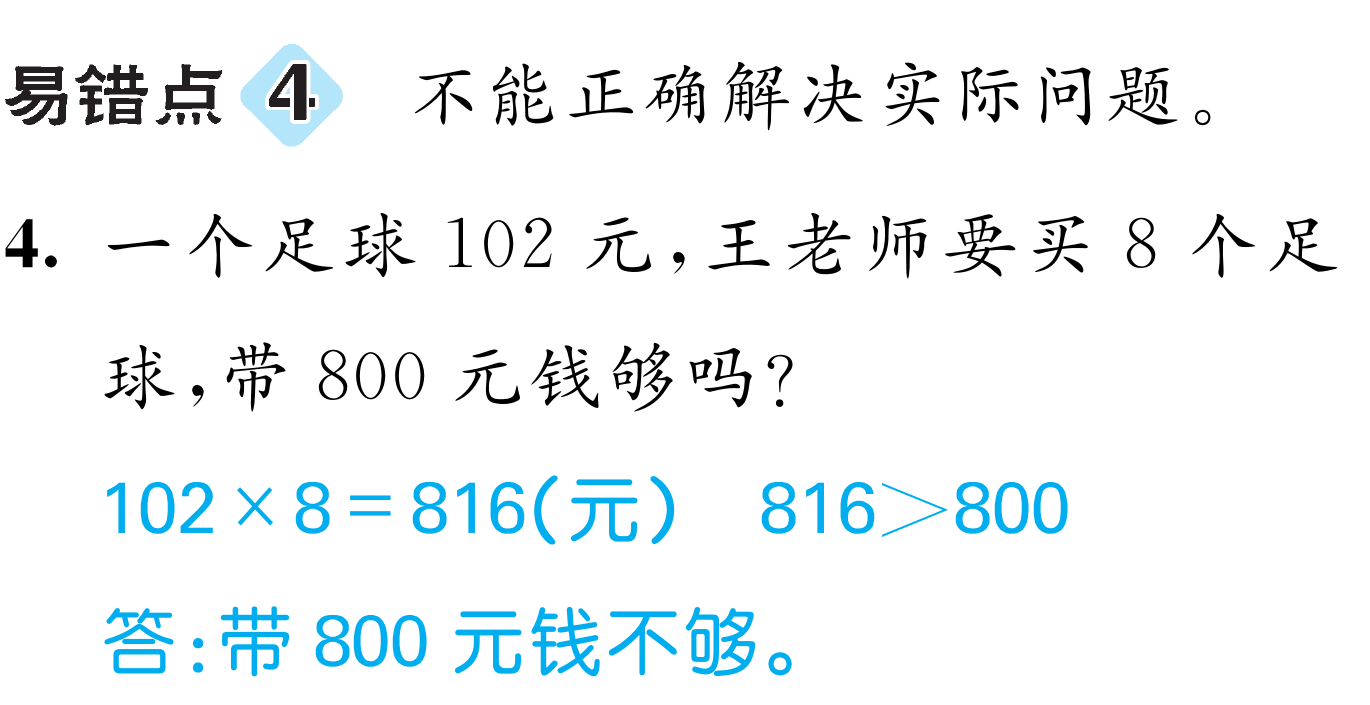 易错点 4 不能正确解决实际问题。
4. 一个足球 102 元,王老师要买 8 个足
球,带 800 元钱够吗?
102×8=816(元) 816>800
答:带 800 元钱不够。